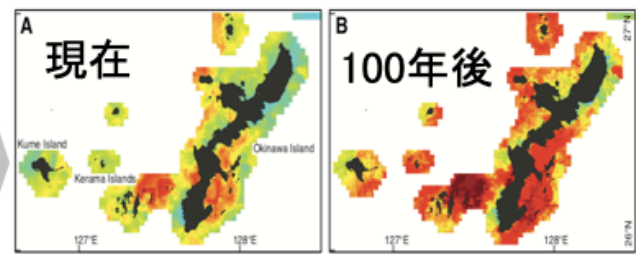 A
現在
Kume Island
Kerama Islands
Okinawa Island
127°E
128°E
B
100年後
27°N
26°N
127°E
128°E